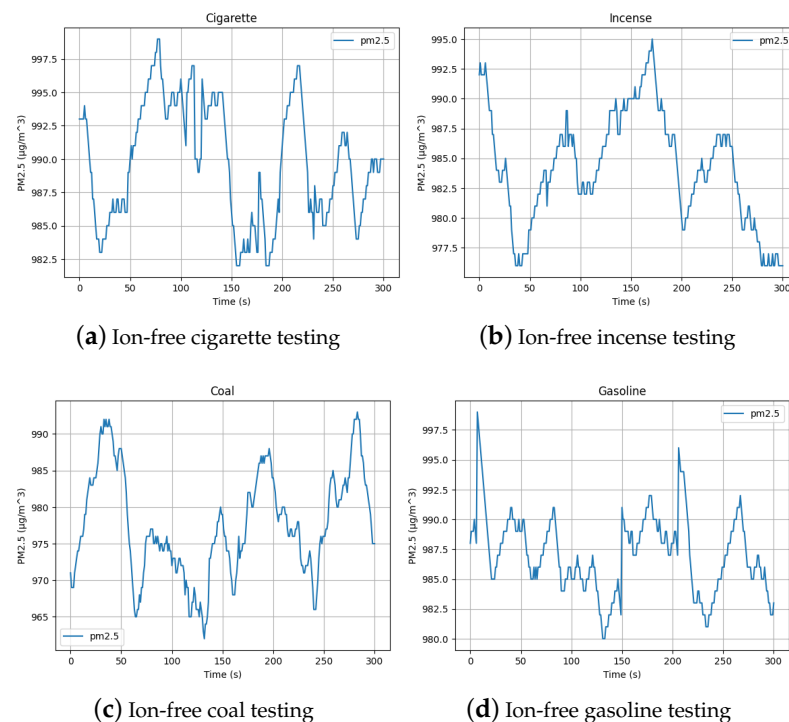 Cigarette
pm2.5
997.5
995.0
992.5
990.0
987.5
985.0
982.5
PM2.5 (µg/m^3)
0 50 100 150 200 250 300
Time (s)
(a) Ion-free cigarette testing
Incense
pm2.5
995.0
992.5
990.0
987.5
985.0
982.5
980.0
977.5
PM2.5 (µg/m^3)
0 50 100 150 200 250 300
Time (s)
(b) Ion-free incense testing
Coal
990
985
980
975
970
965
PM2.5 (µg/m^3)
pm2.5
0 50 100 150 200 250 300
Time (s)
(c) Ion-free coal testing
Gasoline
pm2.5
997.5
995.0
992.5
990.0
987.5
985.0
982.5
980.0
PM2.5 (µg/m^3)
0 50 100 150 200 250 300
Time (s)
(d) Ion-free gasoline testing